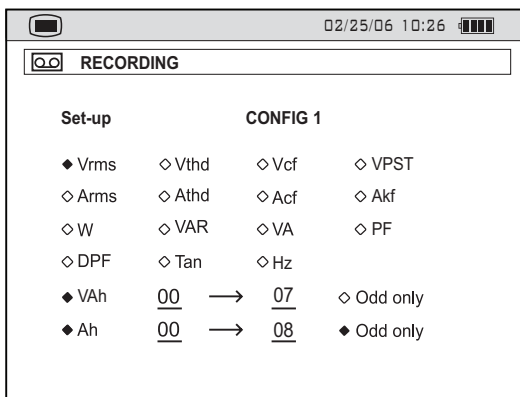 02/25/06 10:26
RECORDING
Set-up CONFIG 1
Vrms Vthd Vcf VPST
Arms Athd Acf Akf
W VAR VA PF
DPF Tan Hz
VAh 00 → 07 Odd only
Ah 00 → 08 Odd only